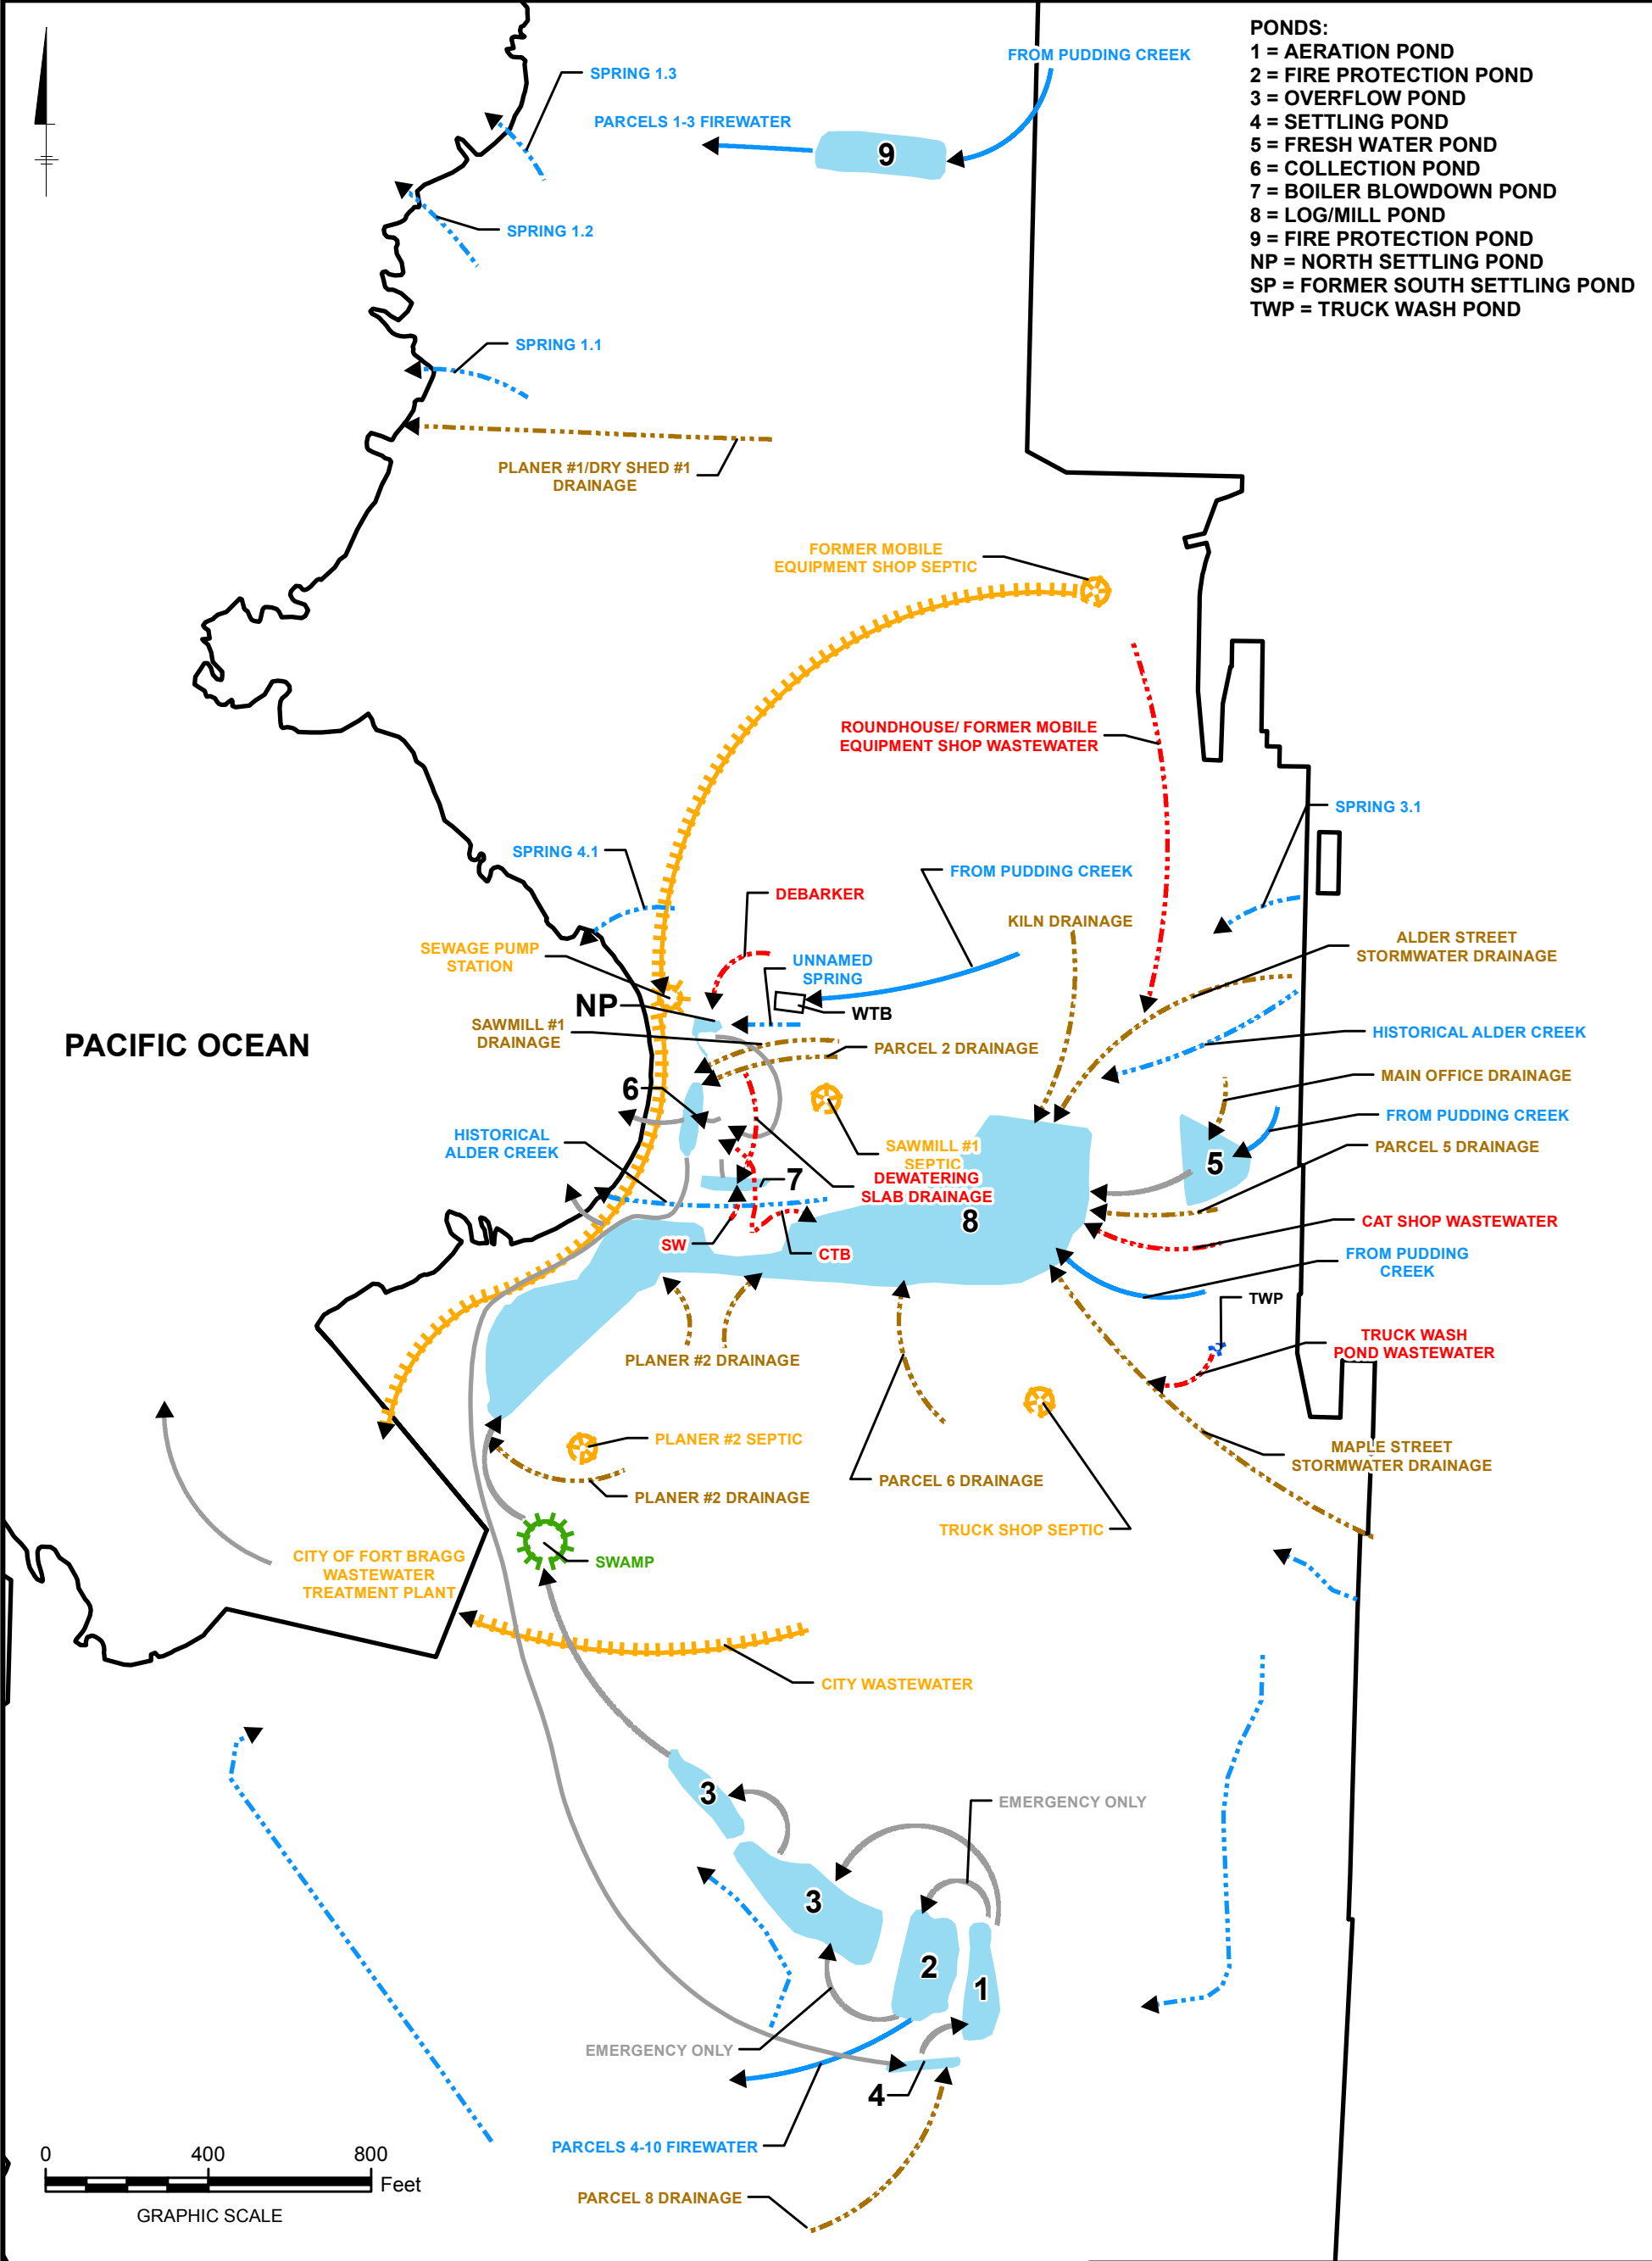 PONDS:
1 = AERATION POND
2 = FIRE PROTECTION POND
3 = OVERFLOW POND
4 = SETTLING POND
5 = FRESH WATER POND
6 = COLLECTION POND
7 = BOILER BLOWDOWN POND
8 = LOG/MILL POND
9 = FIRE PROTECTION POND
NP = NORTH SETTLING POND
SP = FORMER SOUTH SETTLING POND
TWP = TRUCK WASH POND
FROM PUDDING CREEK
SPRING 1.3
PARCELS 1-3 FIREWATER
9
SPRING 1.2
SPRING 1.1
PLANER #1/DRY SHED #1
DRAINAGE
FORMER MOBILE
EQUIPMENT SHOP SEPTIC
ROUNDHOUSE/ FORMER MOBILE
EQUIPMENT SHOP WASTEWATER
SPRING 3.1
SPRING 4.1
FROM PUDDING CREEK
DEBARKER
KILN DRAINAGE
ALDER STREET
STORMWATER DRAINAGE
SEWAGE PUMP
STATION
UNNAMED
SPRING
NP
WTB
SAWMILL #1
DRAINAGE
HISTORICAL ALDER CREEK
PACIFIC OCEAN
PARCEL 2 DRAINAGE
MAIN OFFICE DRAINAGE
6
FROM PUDDING CREEK
HISTORICAL
ALDER CREEK
SAWMILL #1
SEPTIC
PARCEL 5 DRAINAGE
5
7
DEWATERING
SLAB DRAINAGE
8
CAT SHOP WASTEWATER
SW
CTB
FROM PUDDING
CREEK
TWP
TRUCK WASH
POND WASTEWATER
PLANER #2 DRAINAGE
PLANER #2 SEPTIC
MAPLE STREET
STORMWATER DRAINAGE
PARCEL 6 DRAINAGE
PLANER #2 DRAINAGE
TRUCK SHOP SEPTIC
SWAMP
CITY OF FORT BRAGG
WASTEWATER
TREATMENT PLANT
CITY WASTEWATER
3
EMERGENCY ONLY
3
2
1
EMERGENCY ONLY
4
PARCELS 4-10 FIREWATER
PARCEL 8 DRAINAGE
0 400 800
Feet
GRAPHIC SCALE